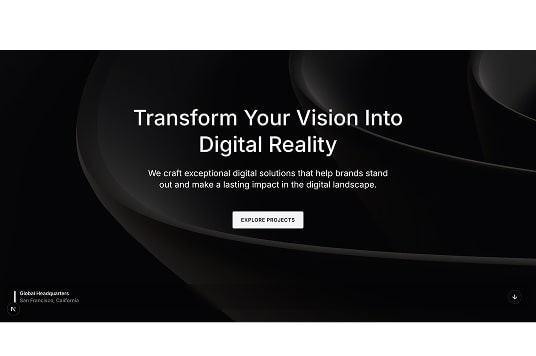 Transform Your Vision Into
Digital Reality
We craft exceptional digital solutions that help brands stand
out and make a lasting impact in the digital landscape.
EXPLORE PROJECTS
Global Headquarters
San Francisco, California
N